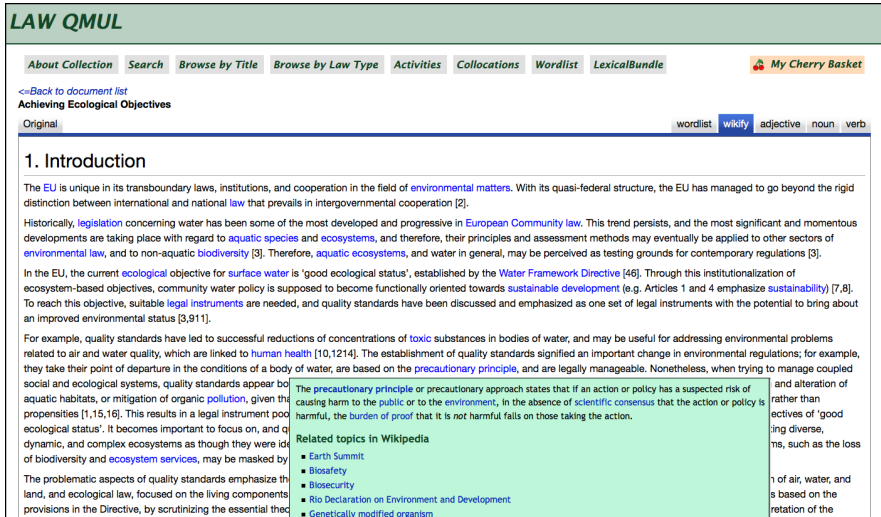 LAW QMUL
About Collection Search Browse by Title Browse by Law Type Activities Collocations Wordlist LexicalBundle My Cherry Basket
<=Back to document list
Achieving Ecological Objectives
Original wordlist wikify adjective noun verb
1. Introduction
The EU is unique in its transboundary laws, institutions, and cooperation in the field of environmental matters. With its quasi-federal structure, the EU has managed to go beyond the rigid
distinction between international and national law that prevails in intergovernmental cooperation [2].
Historically, legislation concerning water has been some of the most developed and progressive in European Community law. This trend persists, and the most significant and momentous
developments are taking place with regard to aquatic species and ecosystems, and therefore, their principles and assessment methods may eventually be applied to other sectors of
environmental law, and to non-aquatic biodiversity [3]. Therefore, aquatic ecosystems, and water in general, may be perceived as testing grounds for contemporary regulations [3].
In the EU, the current ecological objective for surface water is 'good ecological status', established by the Water Framework Directive [46]. Through this institutionalization of
ecosystem-based objectives, community water policy is supposed to become functionally oriented towards sustainable development (e.g. Articles 1 and 4 emphasize sustainability) [7,8].
To reach this objective, suitable legal instruments are needed, and quality standards have been discussed and emphasized as one set of legal instruments with the potential to bring about
an improved environmental status [3,911].
For example, quality standards have led to successful reductions of concentrations of toxic substances in bodies of water, and may be useful for addressing environmental problems
related to air and water quality, which are linked to human health [10,1214]. The establishment of quality standards signified an important change in environmental regulations; for example,
they take their point of departure in the conditions of a body of water, are based on the precautionary principle, and are legally manageable. Nonetheless, when trying to manage coupled
social and ecological systems, quality standards appear bo and alteration of
aquatic habitats, or mitigation of organic pollution, given tha rather than
propensities [1,15,16]. This results in a legal instrument poo ectives of 'good
ecological status'. It becomes important to focus on, and qu ting diverse,
dynamic, and complex ecosystems as though they were ide ms, such as the loss
of biodiversity and ecosystem services, may be masked by
The problematic aspects of quality standards emphasize th n of air, water, and
land, and ecological law, focused on the living components s based on the
provisions in the Directive, by scrutinizing the essential theo retation of the
The precautionary principle or precautionary approach states that if an action or policy has a suspected risk of
causing harm to the public or to the environment, in the absence of scientific consensus that the action or policy is
harmful, the burden of proof that it is not harmful falls on those taking the action.
Related topics in Wikipedia
Earth Summit
Biosafety
Biosecurity
Rio Declaration on Environment and Development
Genetically modified organism